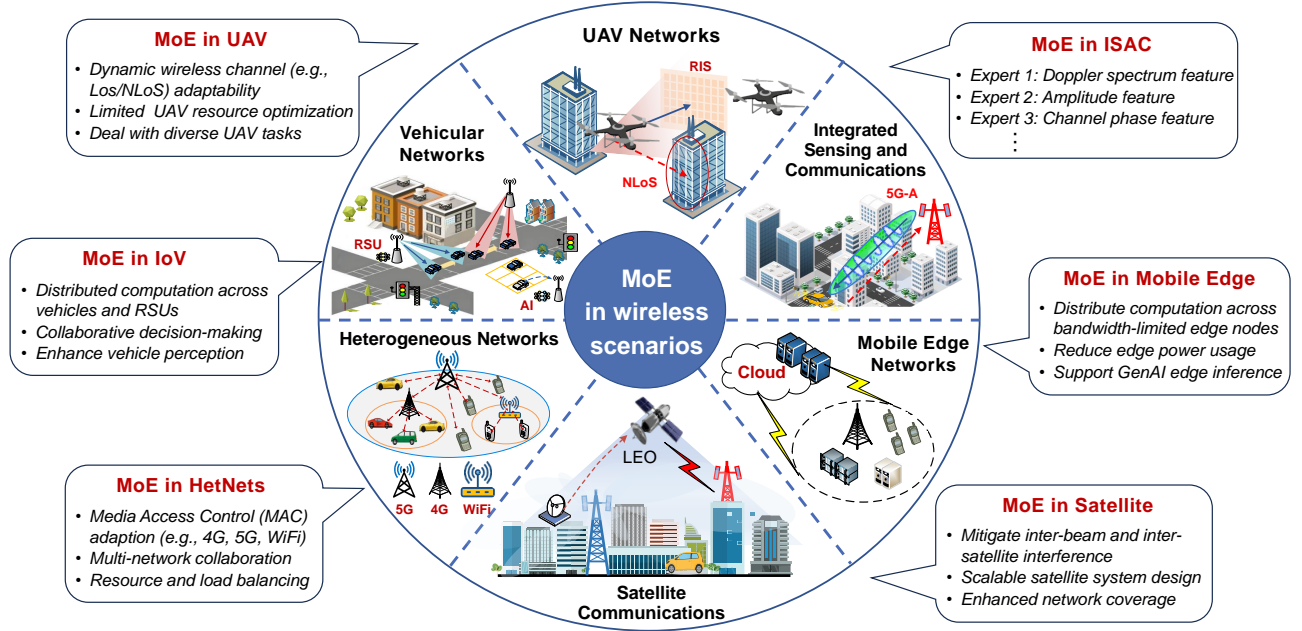 MoE in UAV
• Dynamic wireless channel (e.g.,
Los/NLoS) adaptability
• Limited UAV resource optimization
• Deal with diverse UAV tasks
UAV Networks
RIS
NLoS
MoE in ISAC
• Expert 1: Doppler spectrum feature
• Expert 2: Amplitude feature
• Expert 3: Channel phase feature
⋮
Vehicular
Networks
RSU
AI
Integrated
Sensing and
Communications
5G-A
MoE in IoV
• Distributed computation across
vehicles and RSUs
• Collaborative decision-making
• Enhance vehicle perception
MoE
in wireless
scenarios
MoE in Mobile Edge
• Distribute computation across
bandwidth-limited edge nodes
• Reduce edge power usage
• Support GenAI edge inference
Heterogeneous Networks
5G
4G
WiFi
Mobile Edge
Networks
Cloud
LEO
Satellite
Communications
MoE in HetNets
• Media Access Control (MAC)
adaption (e.g., 4G, 5G, WiFi)
• Multi-network collaboration
• Resource and load balancing
MoE in Satellite
• Mitigate inter-beam and inter-
satellite interference
• Scalable satellite system design
• Enhanced network coverage